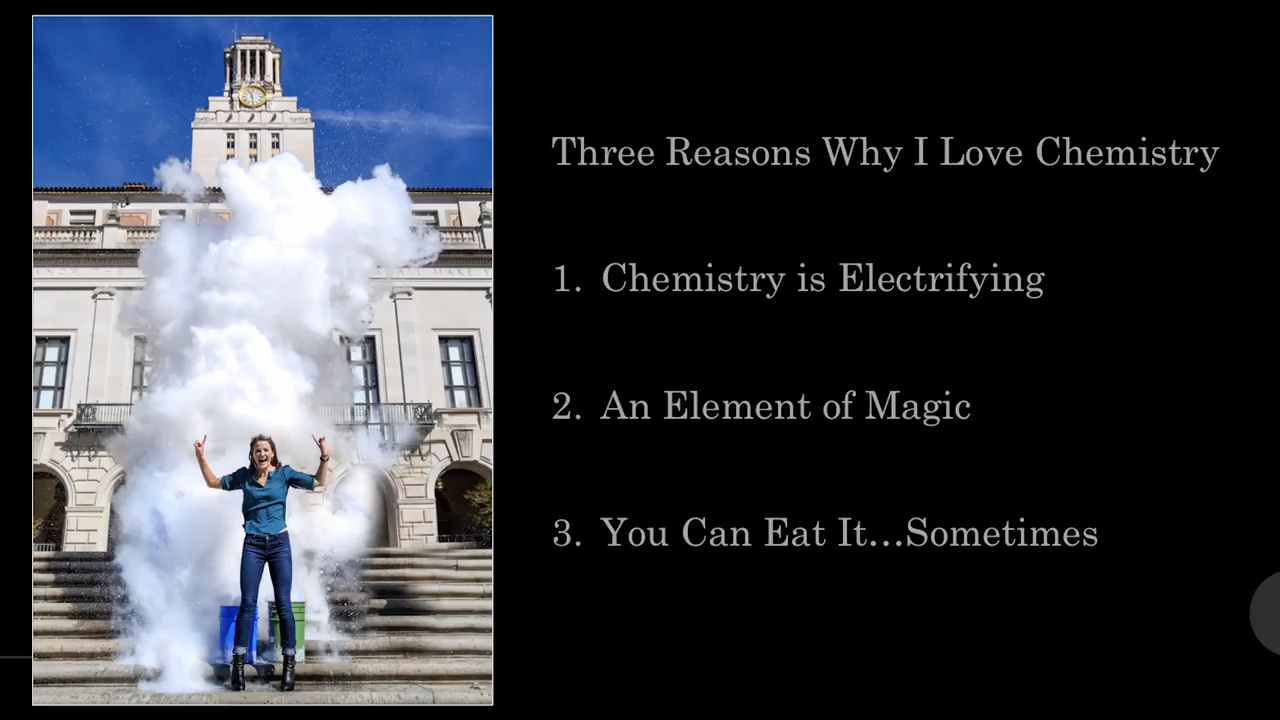 Three Reasons Why I Love Chemistry
1. Chemistry is Electrifying
2. An Element of Magic
3. You Can Eat It...Sometimes